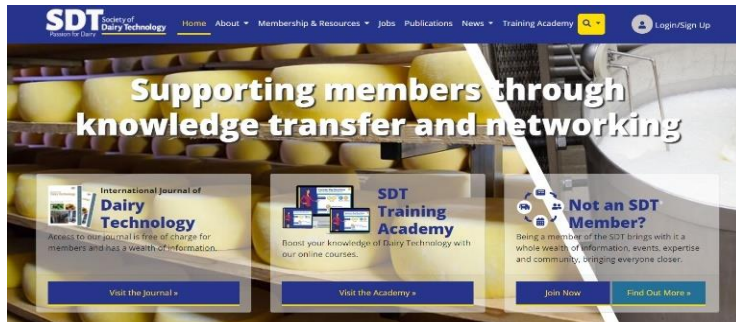 SDT Society of
Dairy Technology
Passion for Dairy
Home About Membership & Resources Jobs Publications News Training Academy Login/Sign Up
Supporting members through
knowledge transfer and networking
International Journal of
Dairy
Technology
Access to our journal is free of charge for
members and has a wealth of information.
Visit the Journal »
SDT
Training
Academy
Boost your knowledge of Dairy Technology with
our online courses.
Visit the Academy »
Not an SDT
Member?
Being a member of the SDT brings with it a
whole wealth of information, events, expertise
and community, bringing everyone closer.
Join Now
Find Out More »